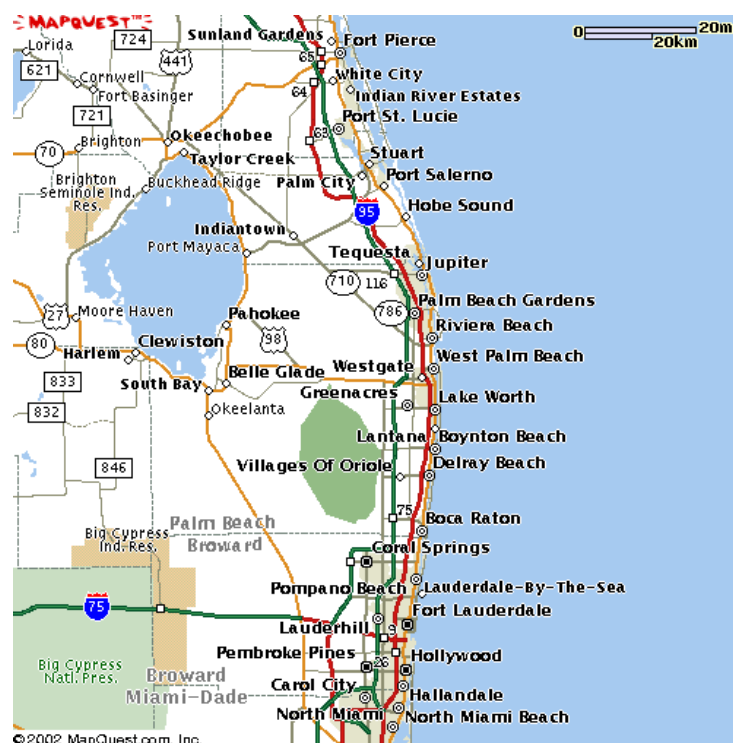 MAPQUEST™
0 20m
20km
724
Sunland Gardens
Fort Pierce
Lorida
441
65
621
Cornwell
White City
Fort Basinger
64
Indian River Estates
721
Port St. Lucie
Okeechobee
63
Brighton
70
Taylor Creek
Stuart
Brighton
Seminole Ind.
Res.
Buckhead Ridge
Palm City
Port Salerno
95
Hobe Sound
Indiantown
Port Mayaca
Tequesta
Jupiter
710
116
27
Moore Haven
Pahokee
786
Palm Beach Gardens
98
Riviera Beach
80
Clewiston
Harlem
West Palm Beach
Westgate
Belle Glade
833
South Bay
Greenacres
Lake Worth
832
Okeelanta
Lantana
Boynton Beach
846
Villages Of Oriole
Delray Beach
75
Palm Beach
Boca Raton
Big Cypress
Ind. Res.
Broward
Coral Springs
Pompano Beach
Lauderdale-By-The-Sea
75
Fort Lauderdale
Lauderhill
9
Pembroke Pines
26
Hollywood
Big Cypress
Natl. Pres.
Broward
Miami-Dade
Carol City
Hallandale
North Miami
North Miami Beach
©2002 MapQuest.com, Inc.